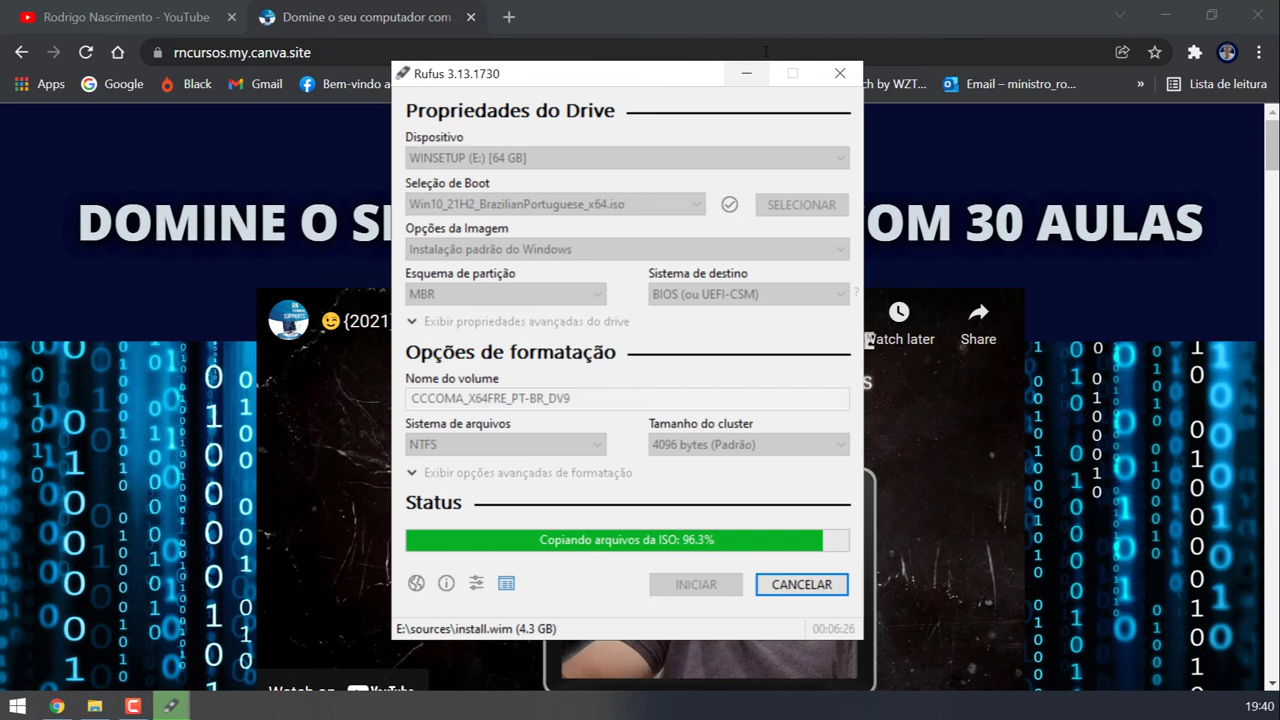 Rodrigo Nascimento - YouTube
Domine o seu computador com
rncursos.my.canva.site
Apps
Google
Black
Gmail
Bem-vindo ao
ch by WZT...
Email – ministro_ro...
»
Lista de leitura
Rufus 3.13.1730
Propriedades do Drive
Dispositivo
WINSETUP (E:) [64 GB]
Seleção de Boot
Win10_21H2_BrazilianPortuguese_x64.iso
SELECIONAR
Opções da Imagem
Instalação padrão do Windows
Esquema de partição
Sistema de destino
MBR
BIOS (ou UEFI-CSM)
?
Exibir propriedades avançadas do drive
Opções de formatação
Nome do volume
CCCOMA_X64FRE_PT-BR_DV9
Sistema de arquivos
Tamanho do cluster
NTFS
4096 bytes (Padrão)
Exibir opções avançadas de formatação
Status
Copiando arquivos da ISO: 96.3%
INICIAR
CANCELAR
E:\sources\install.wim (4.3 GB)
00:06:26
DOMINE O
OM 30 AULAS
{2021}
Watch later
Share
Watch on
YouTube
19:40